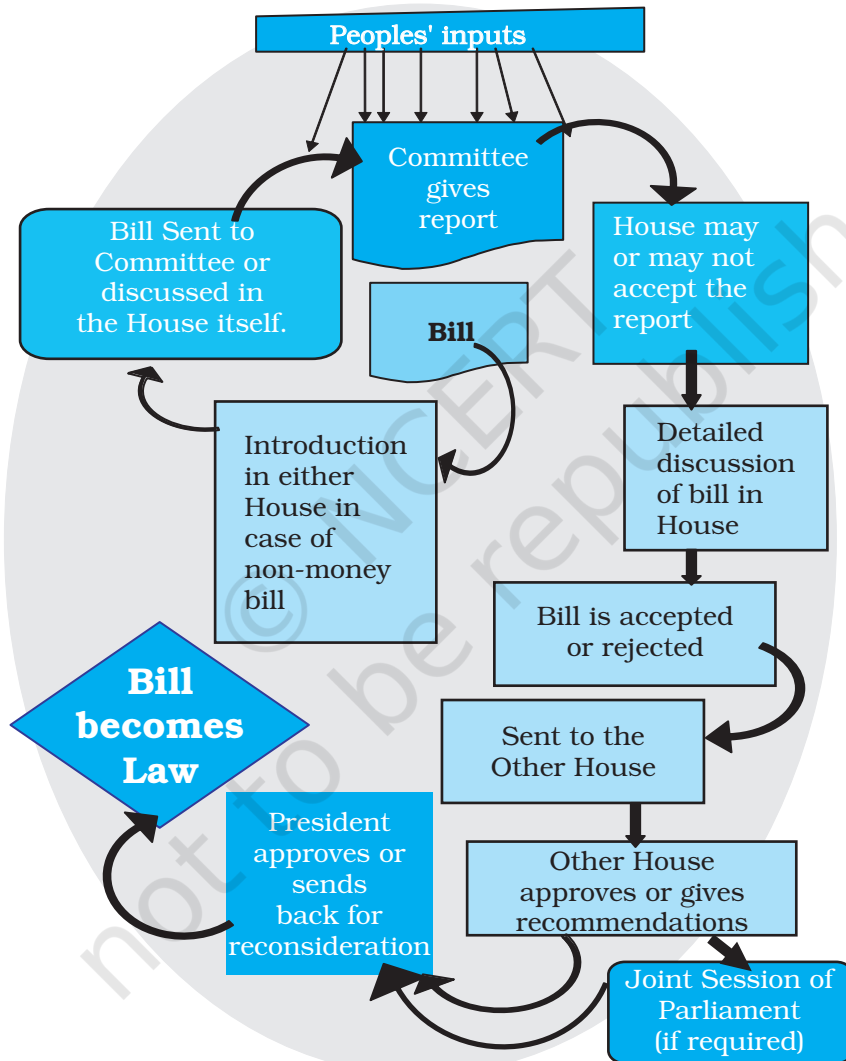 Peoples' inputs
Committee
gives
report
Bill Sent to
Committee or
discussed in
the House itself.
House may
or may not
accept the
report
Bill
Introduction
in either
House in
case of
non-money
bill
Detailed
discussion
of bill in
House
Bill is accepted
or rejected
Sent to the
Other House
Other House
approves or gives
recommendations
Joint Session of
Parliament
(if required)
President
approves or
sends
back for
reconsideration
Bill
becomes
Law
© NCERT
not to be republish